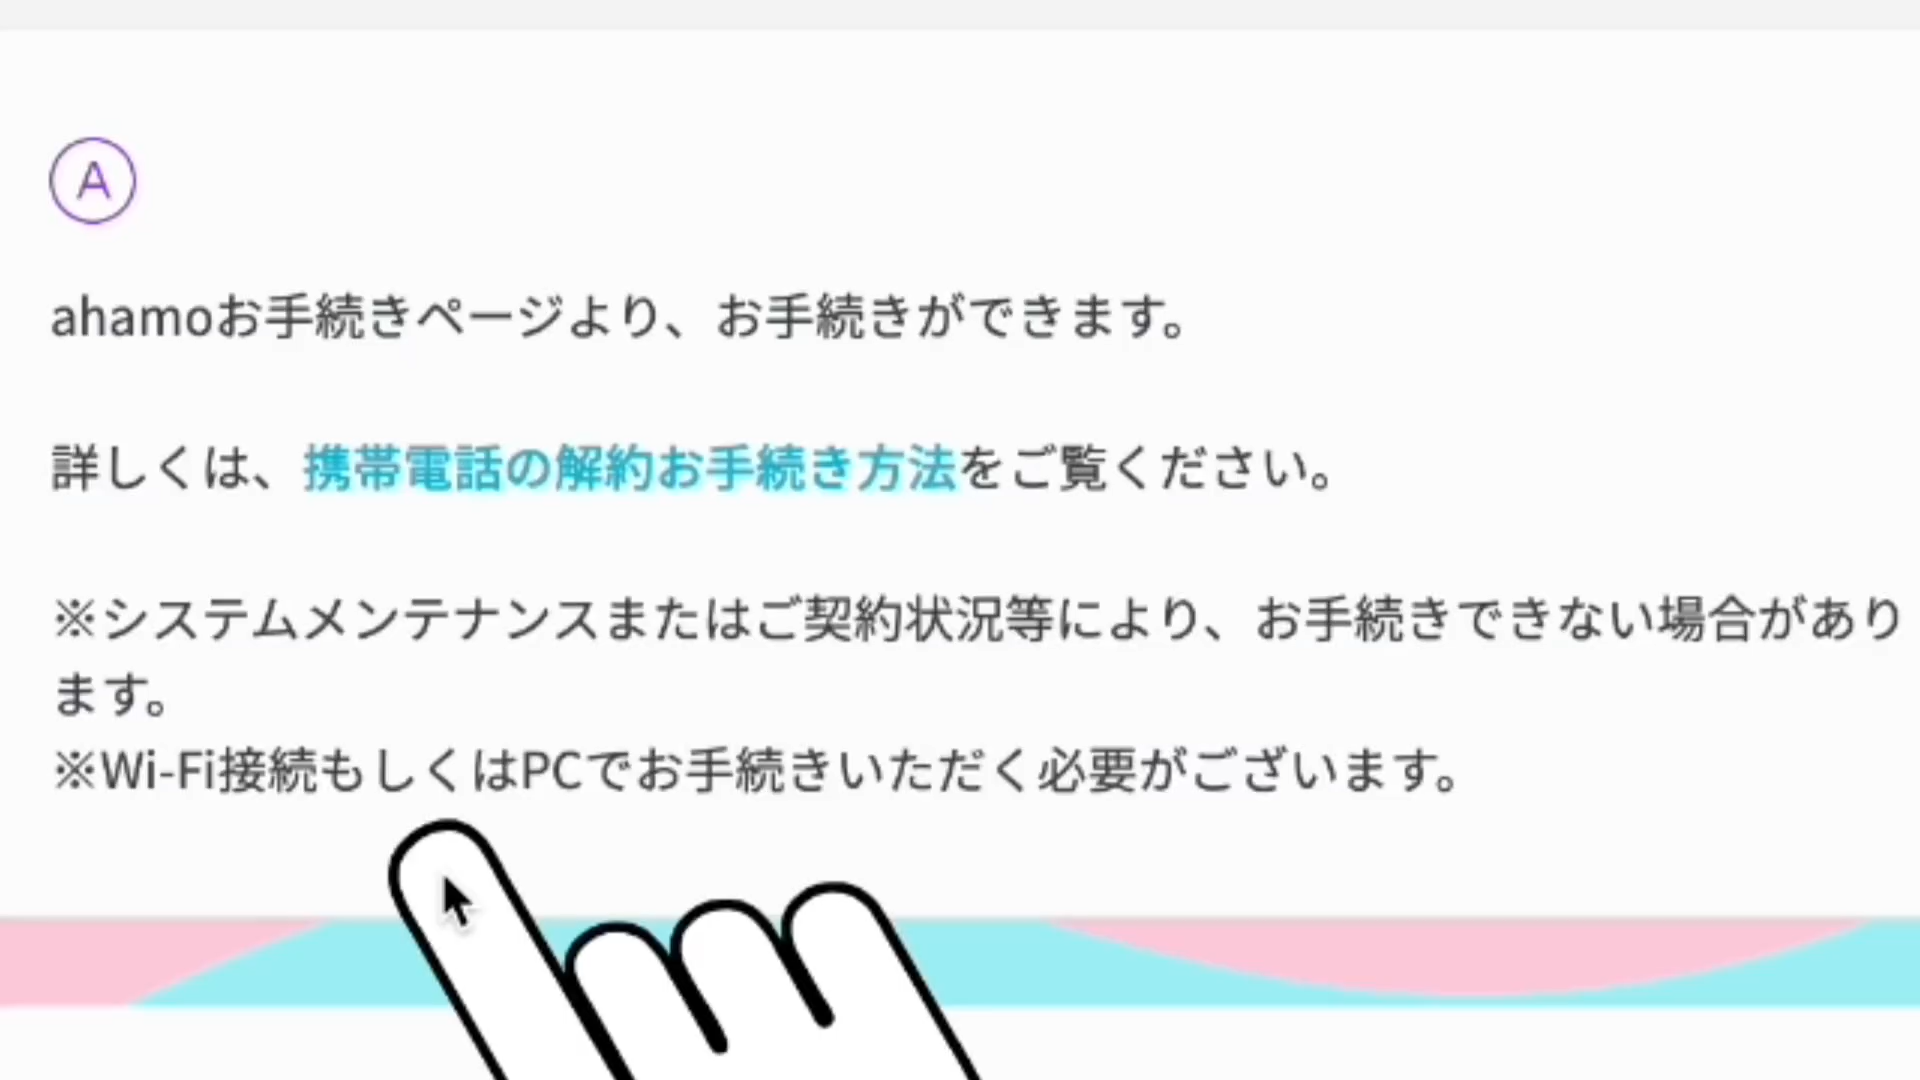 A
ahamoお手続きページより、お手続きができます。
詳しくは、携帯電話の解約お手続き方法をご覧ください。
※システムメンテナンスまたはご契約状況等により、お手続きできない場合があり
ます。
※Wi-Fi接続もしくはPCでお手続きいただく必要がございます。